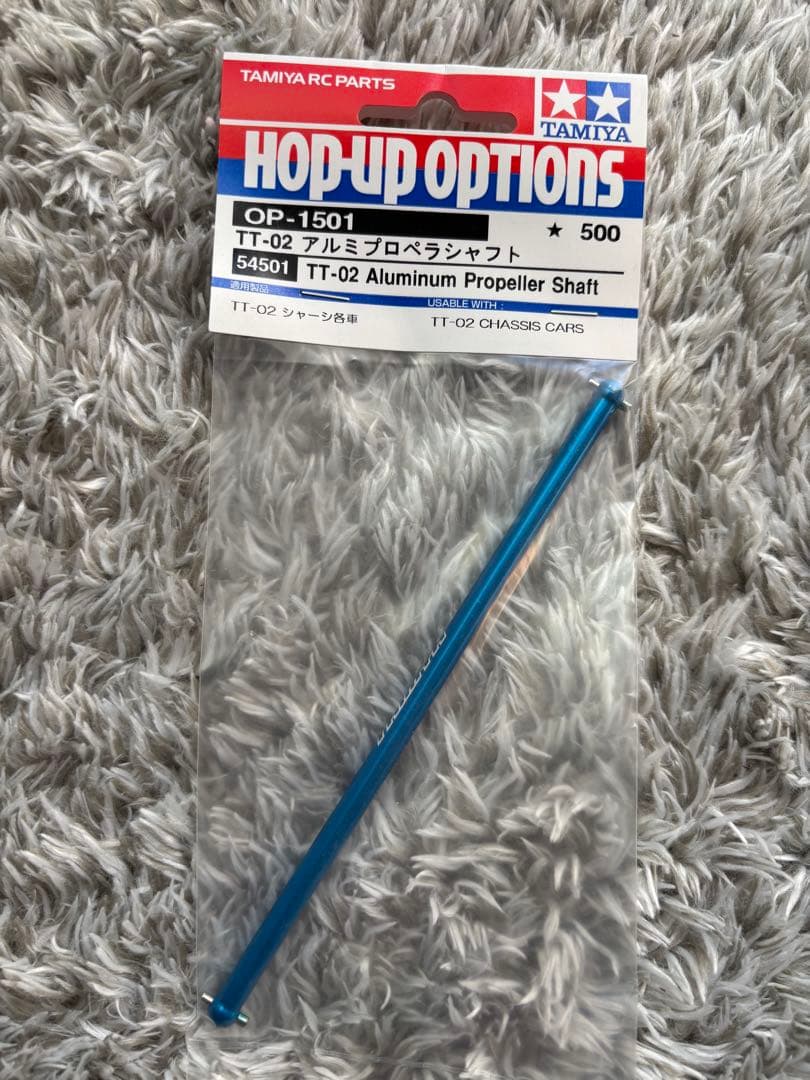 TAMIYA RC PARTS
TAMIYA
HOP-UP OPTIONS
OP-1501
★ 500
TT-02 アルミプロペラシャフト
54501 TT-02 Aluminum Propeller Shaft
適用製品
USABLE WITH :
TT-02 シャーシ各車
TT-02 CHASSIS CARS